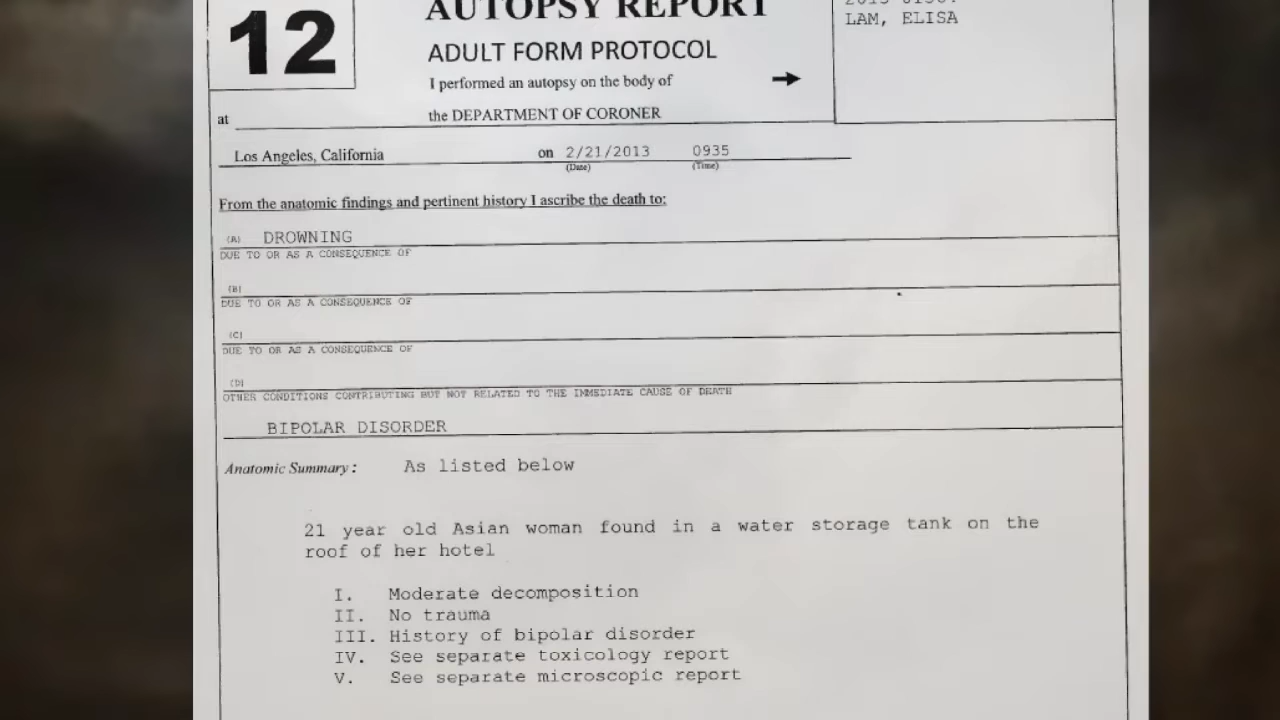 12
AUTOPSY REPORT
ADULT FORM PROTOCOL
I performed an autopsy on the body of
LAM, ELISA
at
the DEPARTMENT OF CORONER
Los Angeles, California on 2/21/2013 0935
(Date) (Time)
From the anatomic findings and pertinent history I ascribe the death to:
(A) DROWNING
DUE TO OR AS A CONSEQUENCE OF
(B)
DUE TO OR AS A CONSEQUENCE OF
(C)
DUE TO OR AS A CONSEQUENCE OF
(D)
OTHER CONDITIONS CONTRIBUTING BUT NOT RELATED TO THE IMMEDIATE CAUSE OF DEATH
BIPOLAR DISORDER
Anatomic Summary: As listed below
21 year old Asian woman found in a water storage tank on the
roof of her hotel
I. Moderate decomposition
II. No trauma
III. History of bipolar disorder
IV. See separate toxicology report
V. See separate microscopic report